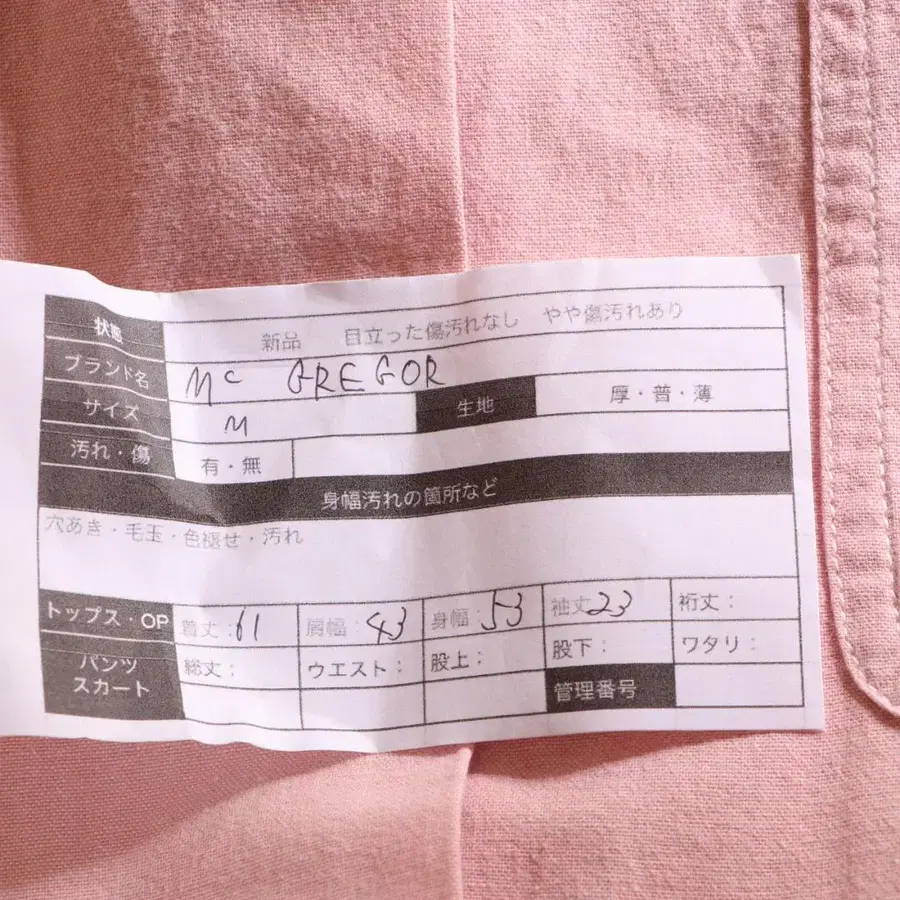 状態 新品 目立った傷汚れなし やや傷汚れあり
ブランド名 Mc GREGOR
サイズ M 生地 厚・普・薄
汚れ・傷 有・無
身幅汚れの箇所など
穴あき・毛玉・色褪せ・汚れ
トップス・OP 着丈:61 肩幅:43 身幅:53 袖丈23 裄丈:
パンツ スカート 総丈: ウエスト: 股上: 股下: ワタリ:
管理番号